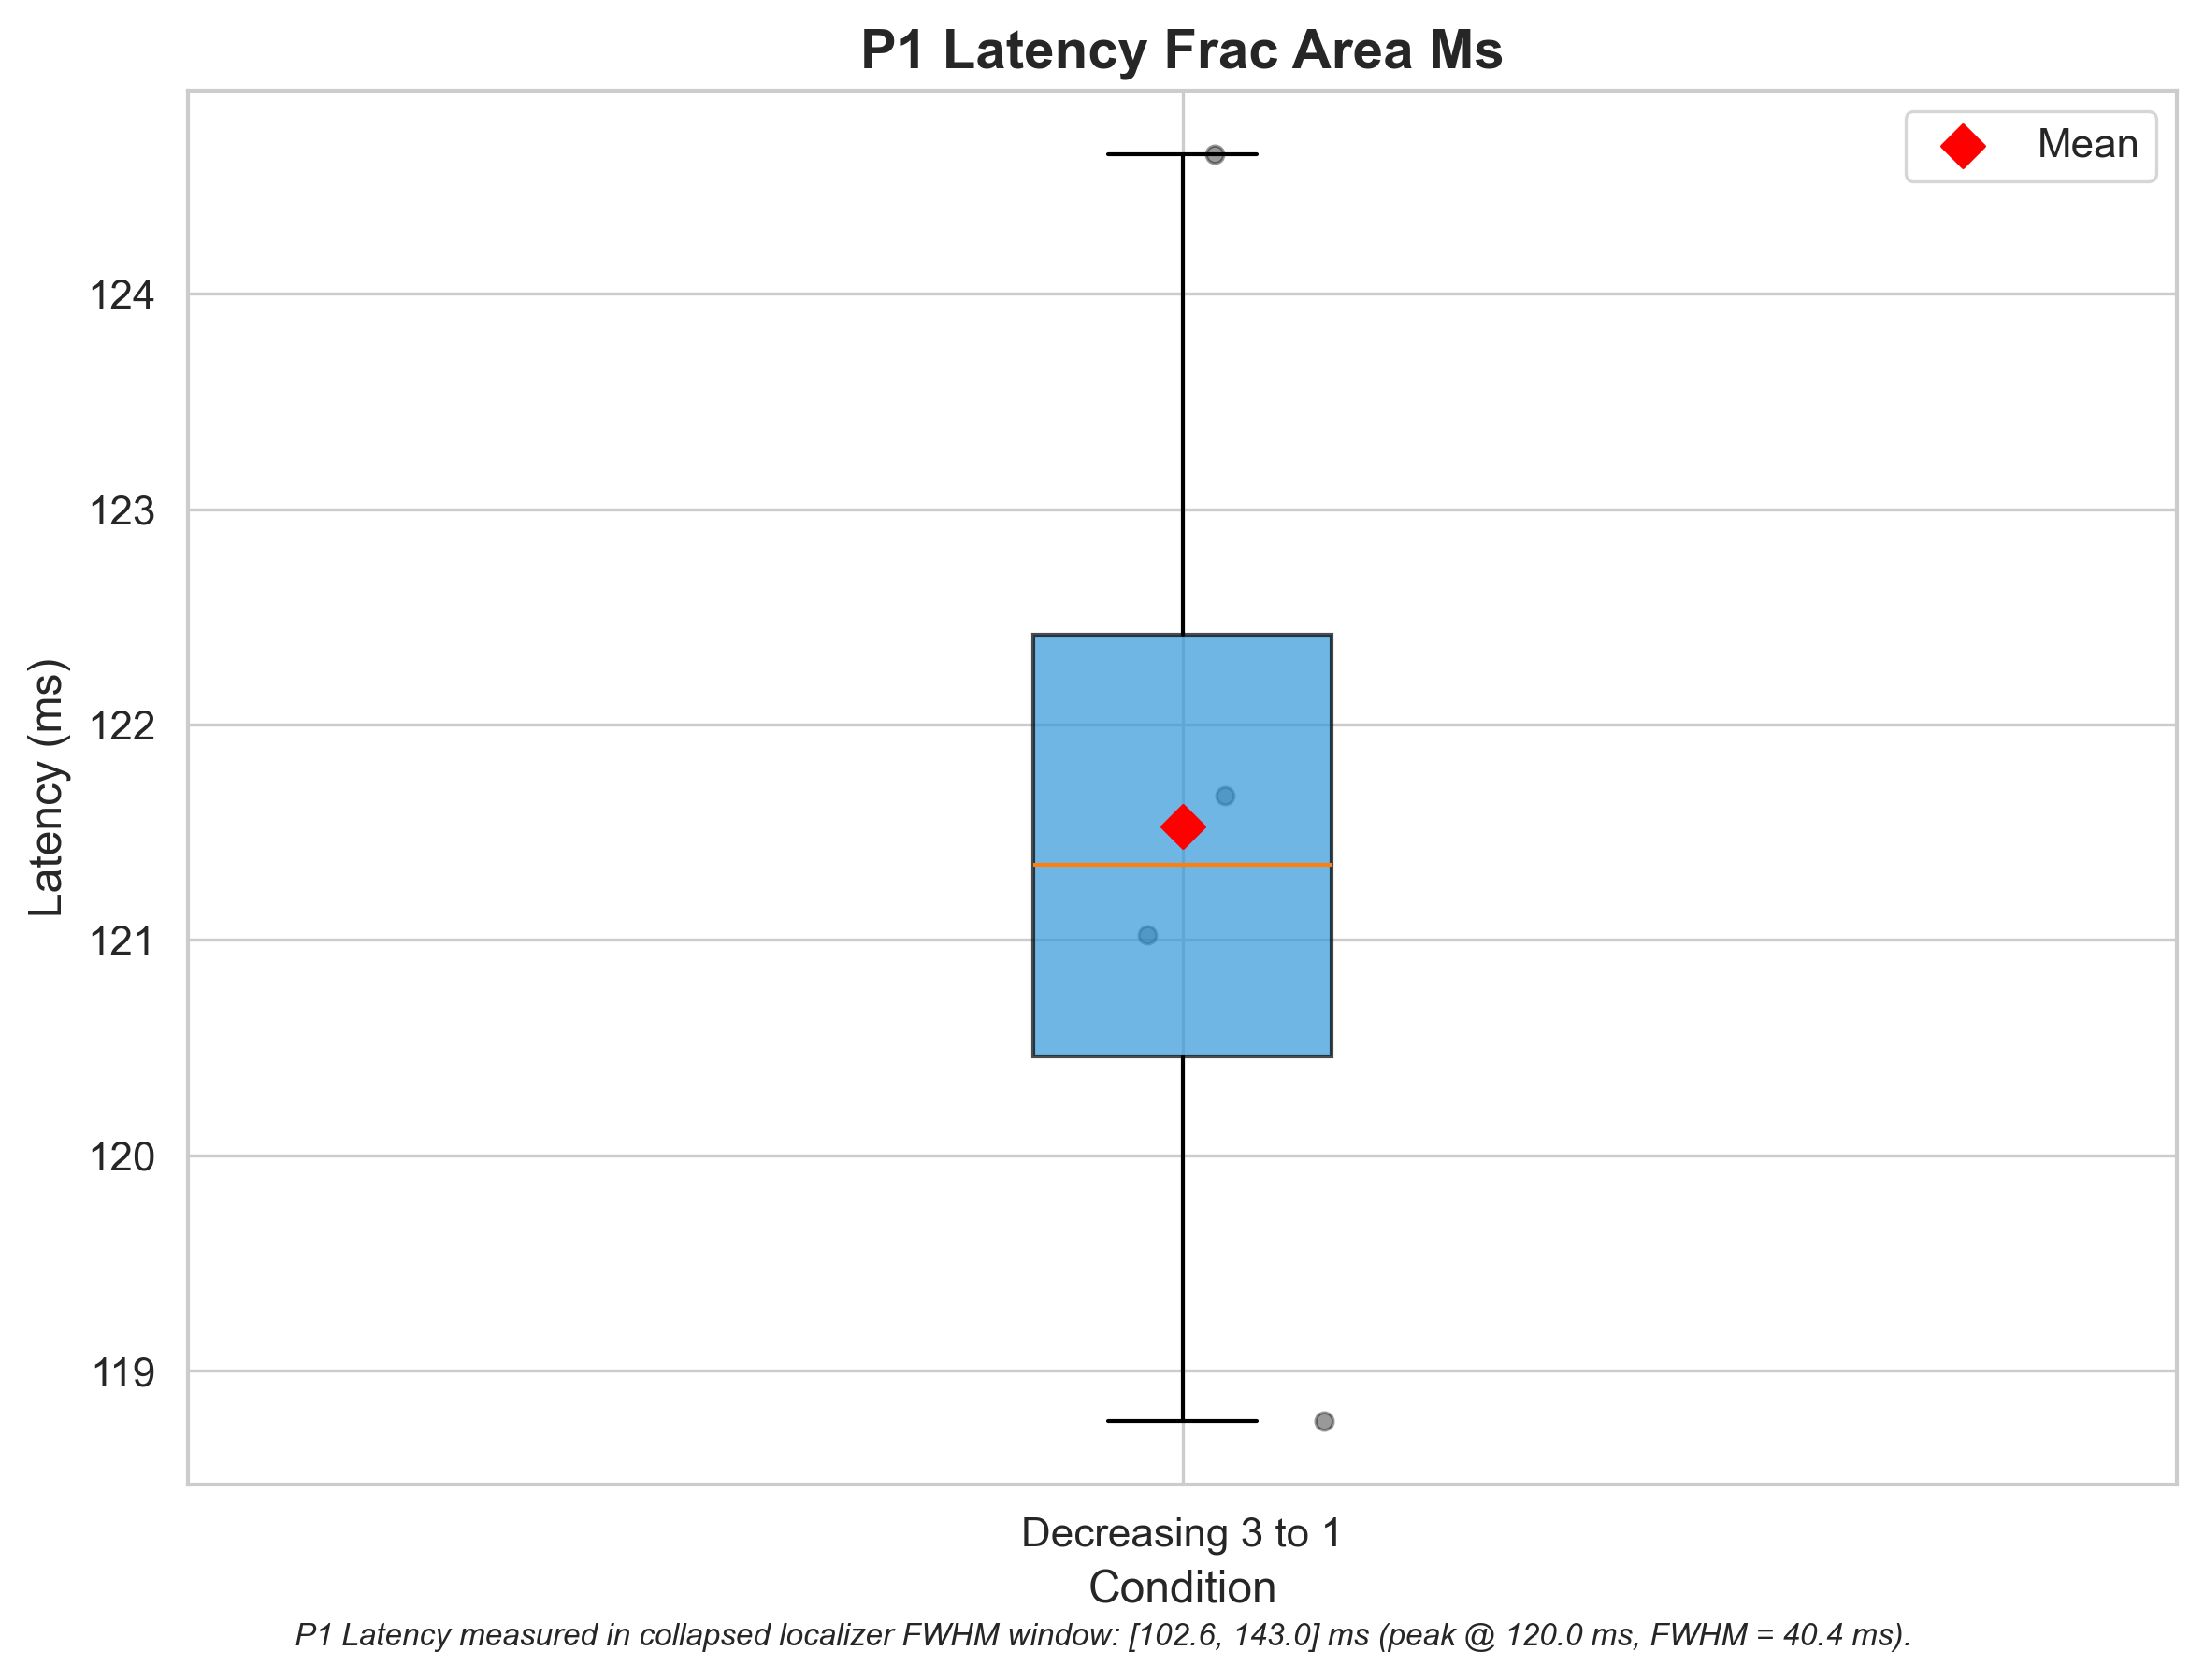 P1 Latency Frac Area Ms
Mean
124
123
122
121
120
119
Latency (ms)
Decreasing 3 to 1
Condition
P1 Latency measured in collapsed localizer FWHM window: [102.6, 143.0] ms (peak @ 120.0 ms, FWHM = 40.4 ms).